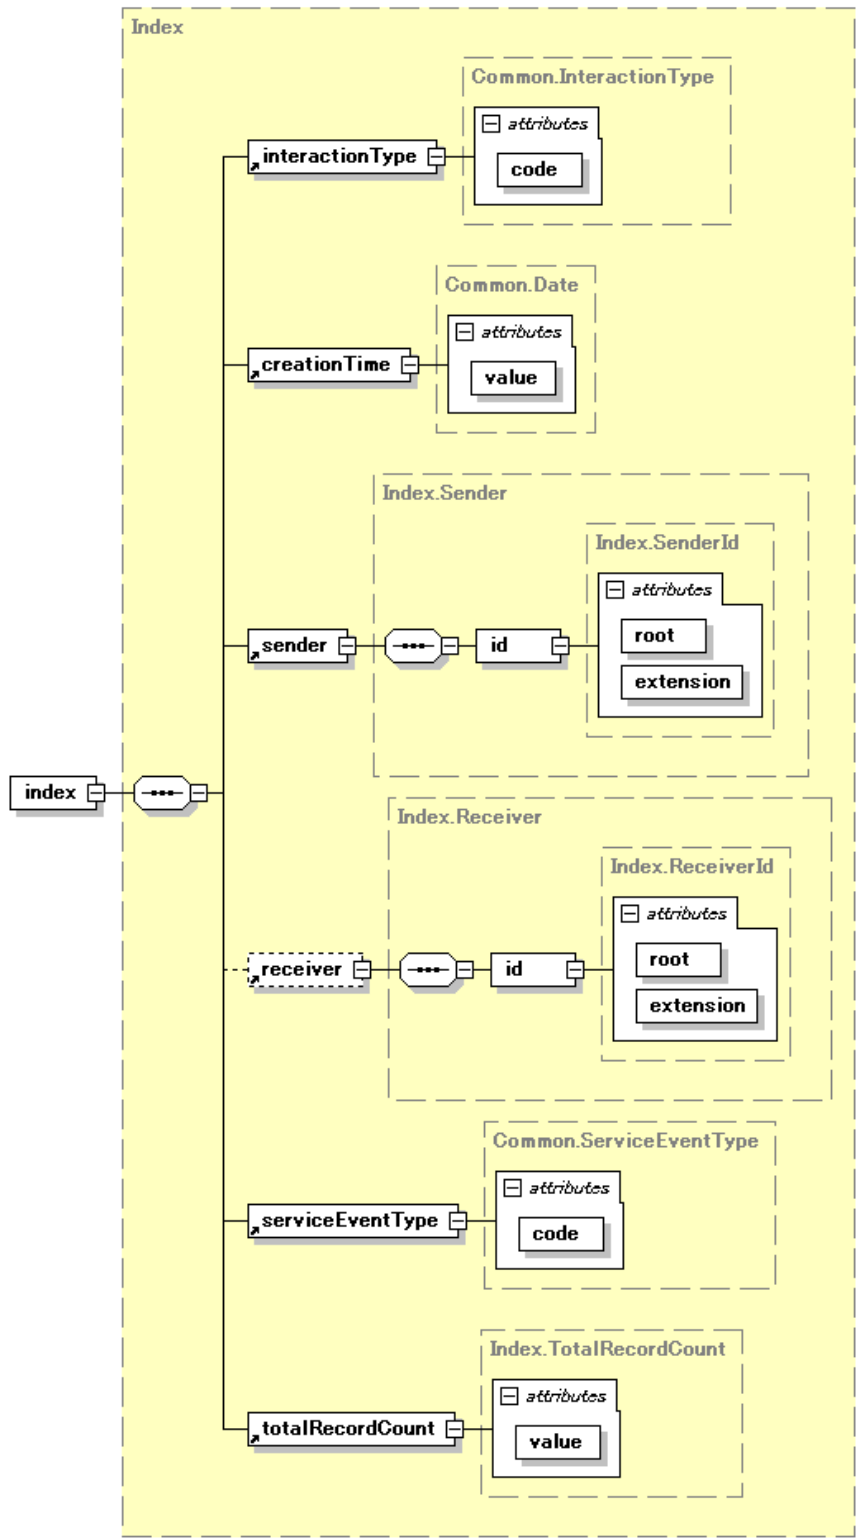 Index
Common.InteractionType
attributes
interactionType
code
Common.Date
attributes
creationTime
value
Index.Sender
Index.SenderId
attributes
root
sender
id
extension
index
Index.Receiver
Index.ReceiverId
attributes
root
receiver
id
extension
Common.ServiceEventType
attributes
serviceEventType
code
Index.TotalRecordCount
attributes
totalRecordCount
value